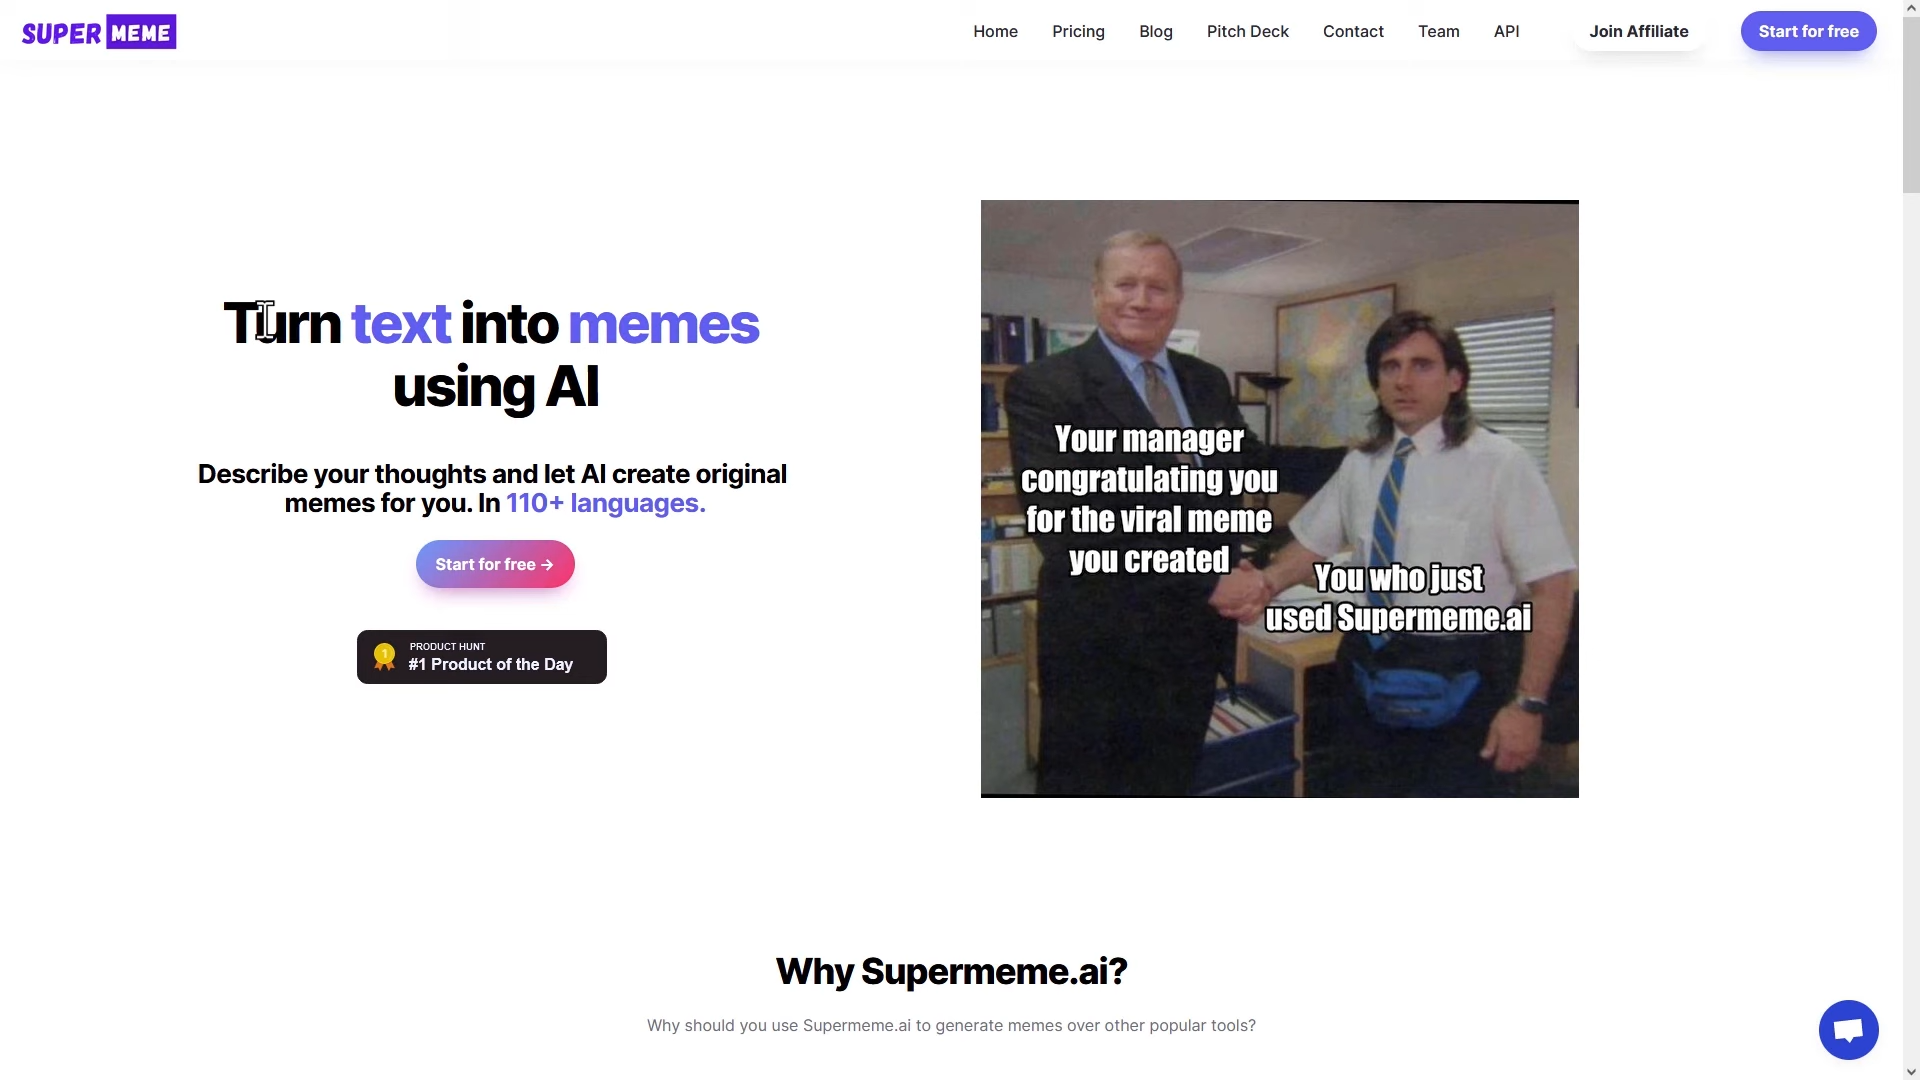 SUPER MEME
Home Pricing Blog Pitch Deck Contact Team API Join Affiliate Start for free
Turn text into memes
using AI
Describe your thoughts and let AI create original
memes for you. In 110+ languages.
Start for free →
1
PRODUCT HUNT
#1 Product of the Day
Your manager
congratulating you
for the viral meme
you created
You who just
used Supermeme.ai
Why Supermeme.ai?
Why should you use Supermeme.ai to generate memes over other popular tools?